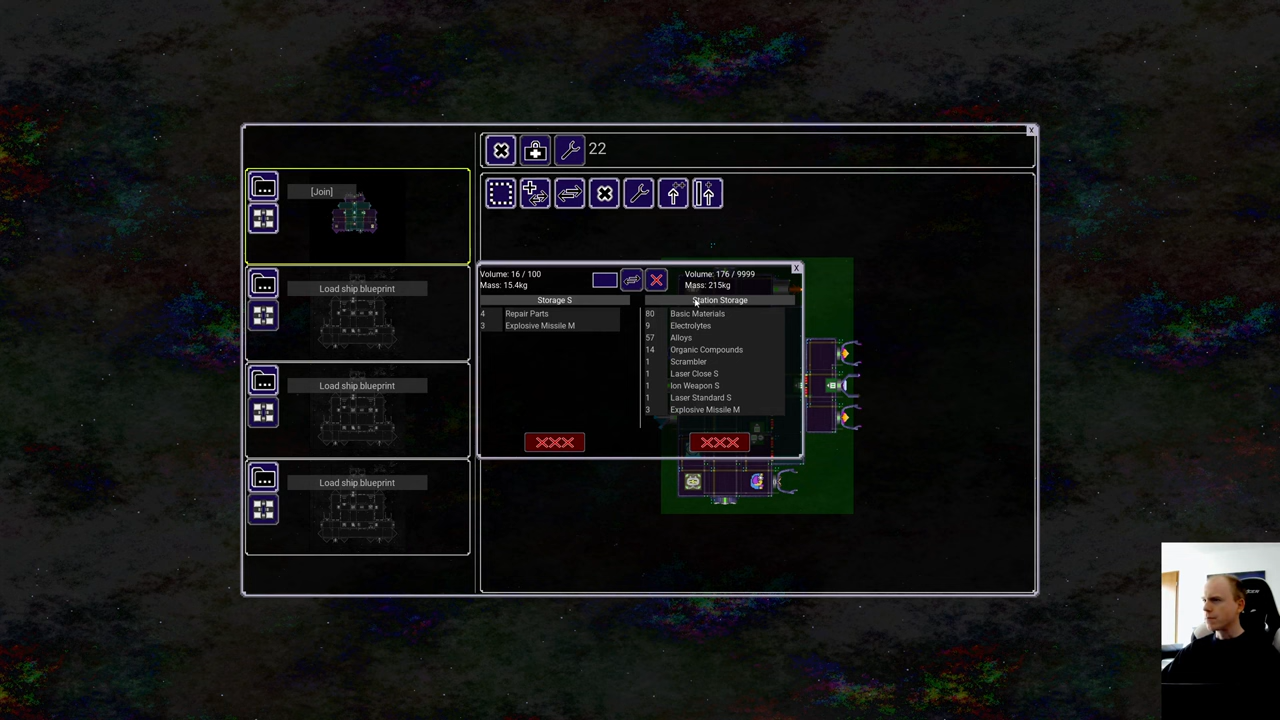 X
22
[Join]
Load ship blueprint
Load ship blueprint
Load ship blueprint
X
Volume: 16 / 100
Mass: 15.4kg
Volume: 176 / 9999
Mass: 215kg
Storage S
Station Storage
4 Repair Parts
3 Explosive Missile M
80 Basic Materials
9 Electrolytes
57 Alloys
14 Organic Compounds
1 Scrambler
1 Laser Close S
1 Ion Weapon S
1 Laser Standard S
3 Explosive Missile M
XXX
XXX